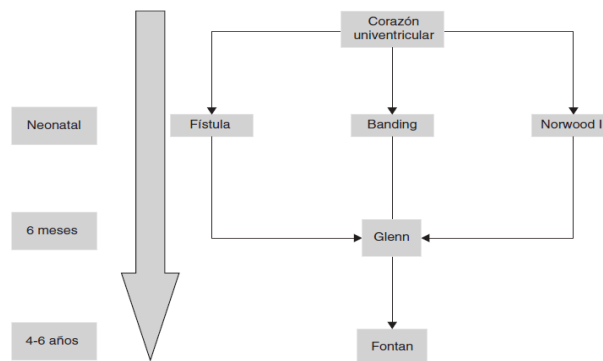 Corazón
univentricular
Neonatal
Fístula
Banding
Norwood I
6 meses
Glenn
4-6 años
Fontan